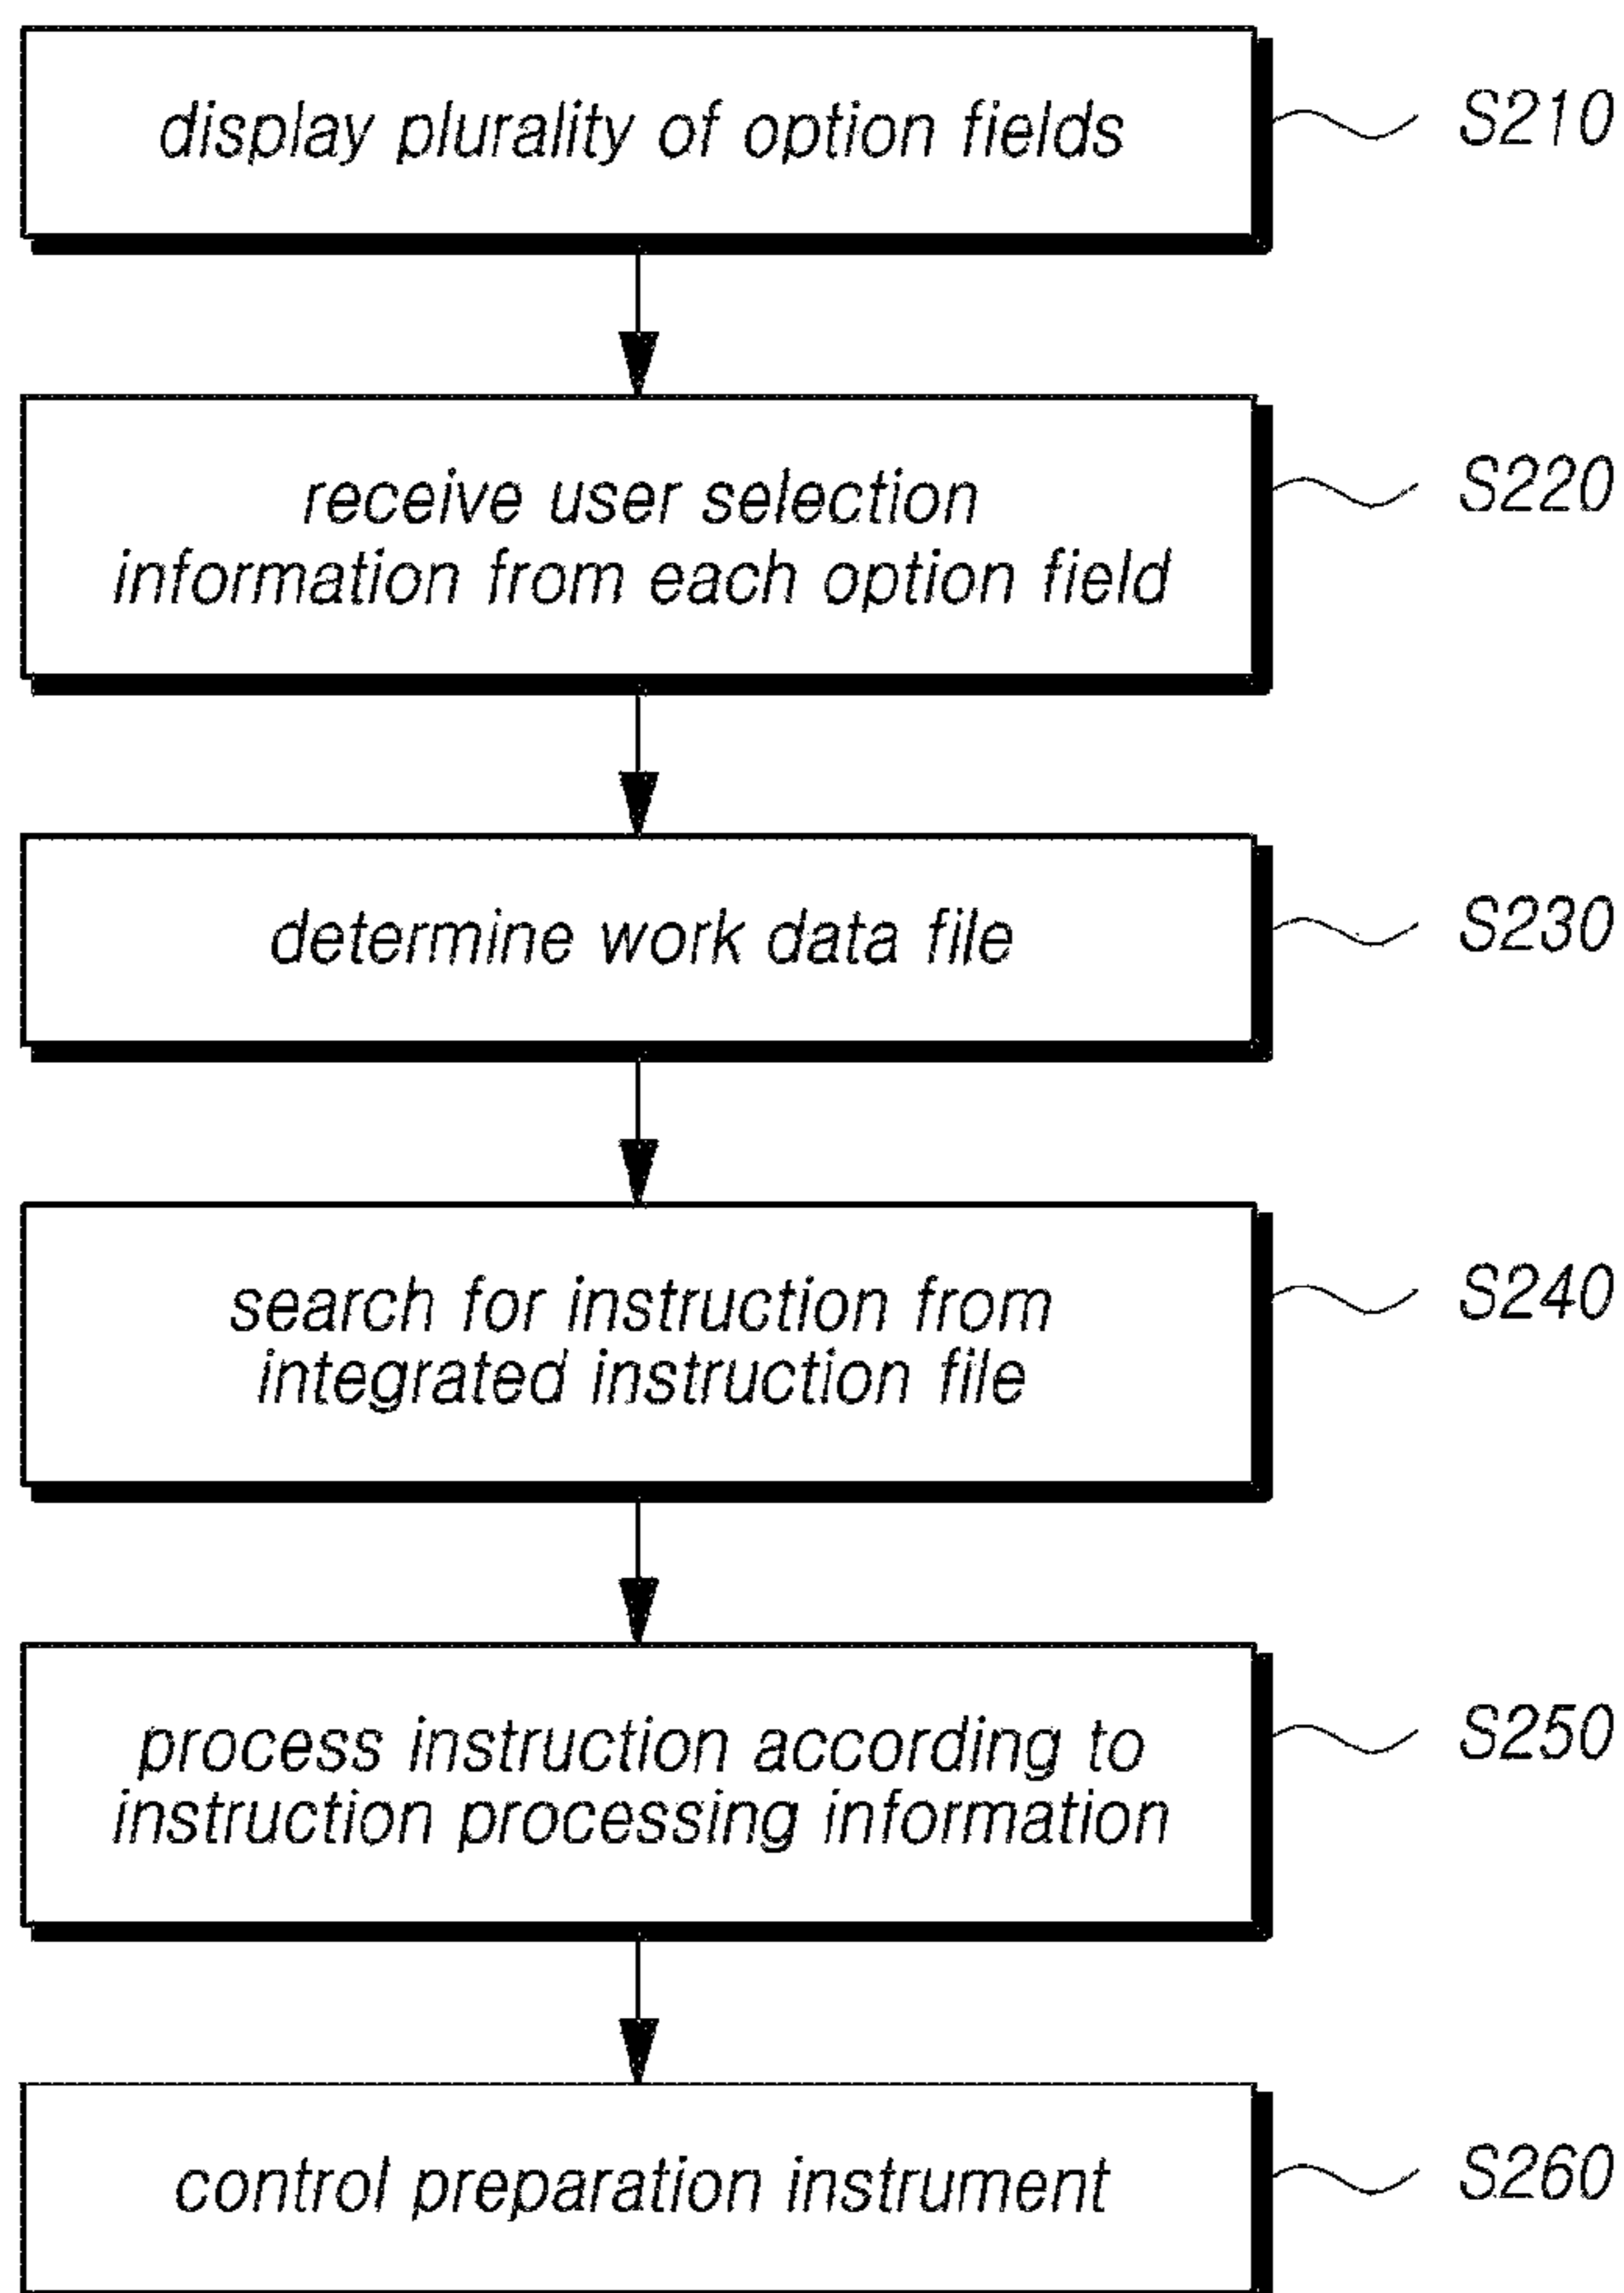 display plurality of option fields
S210
receive user selection
information from each option field
S220
determine work data file
S230
search for instruction from
integrated instruction file
S240
process instruction according to
instruction processing information
S250
control preparation instrument
S260